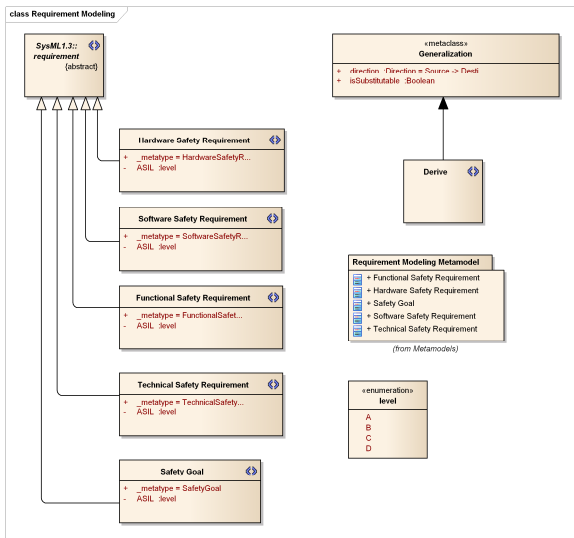 class Requirement Modeling
SysML1.3::
requirement
{abstract}
«metaclass»
Generalization
+ direction :Direction = Source -> Desti...
+ isSubstitutable :Boolean
Hardware Safety Requirement
+ _metatype = HardwareSafetyR...
- ASIL :level
Derive
Software Safety Requirement
+ _metatype = SoftwareSafetyR...
- ASIL :level
Requirement Modeling Metamodel
+ Functional Safety Requirement
+ Hardware Safety Requirement
+ Safety Goal
+ Software Safety Requirement
+ Technical Safety Requirement
(from Metamodels)
Functional Safety Requirement
+ _metatype = FunctionalSafet...
- ASIL :level
Technical Safety Requirement
+ _metatype = TechnicalSafety...
- ASIL :level
«enumeration»
level
A
B
C
D
Safety Goal
+ _metatype = SafetyGoal
- ASIL :level